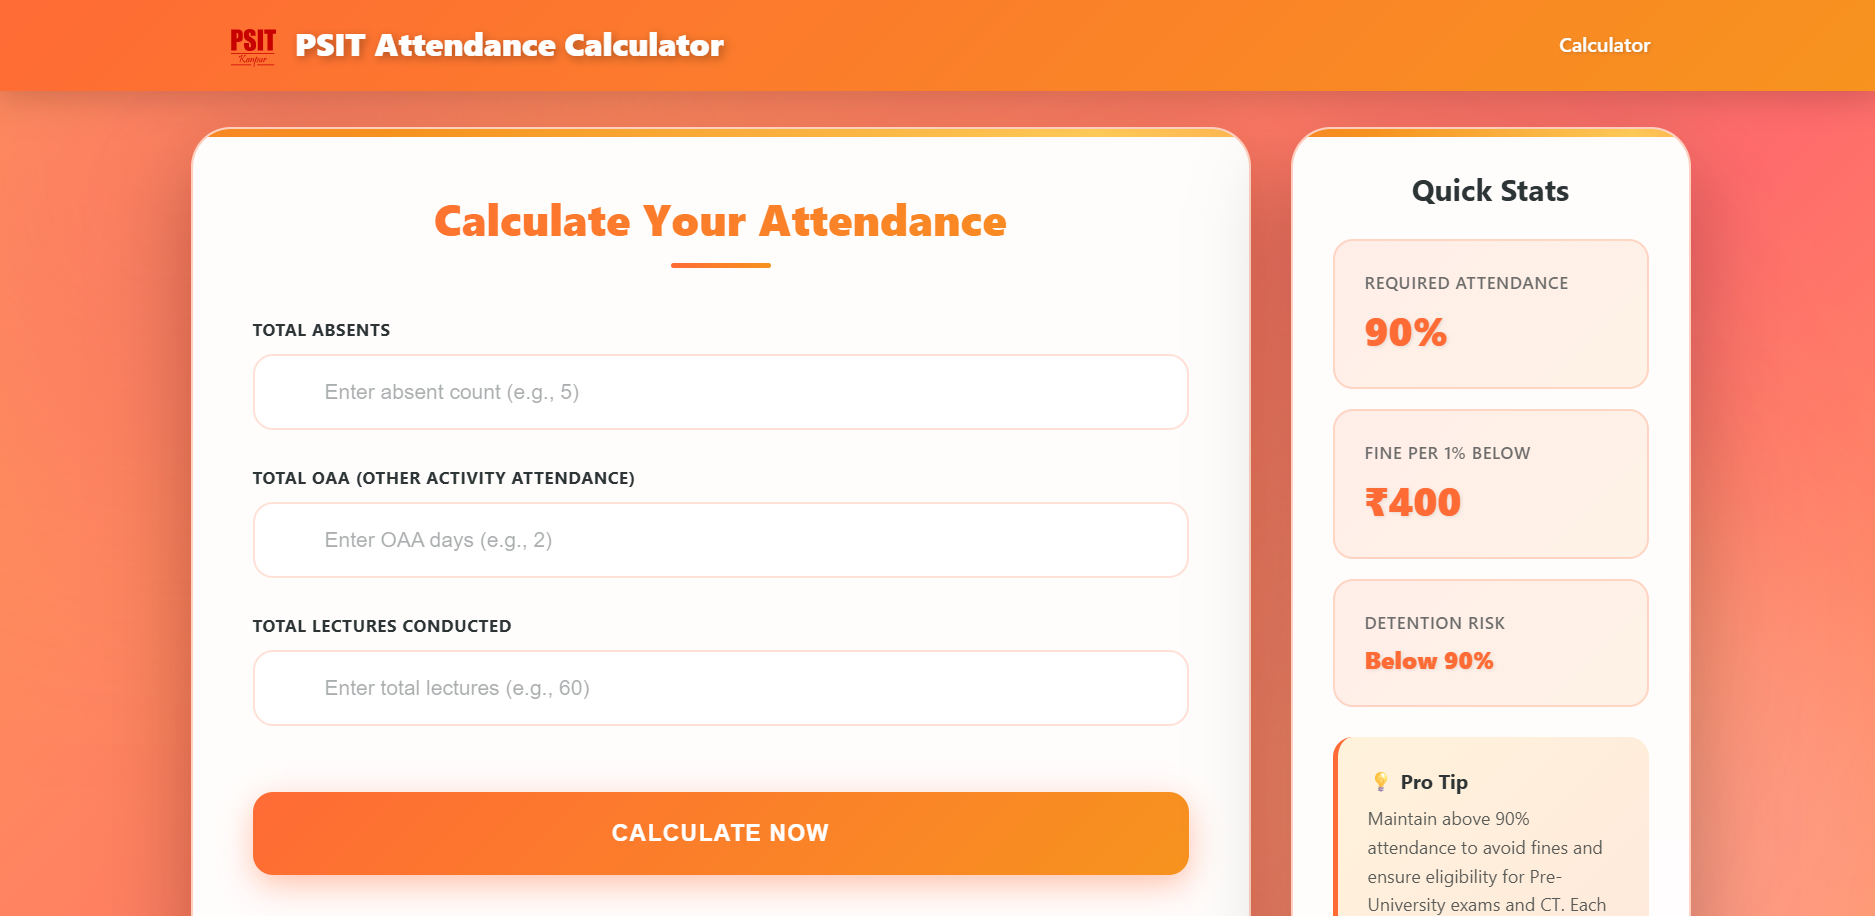 PSIT
Kanpur
PSIT Attendance Calculator
Calculator
Calculate Your Attendance
TOTAL ABSENTS
Enter absent count (e.g., 5)
TOTAL OAA (OTHER ACTIVITY ATTENDANCE)
Enter OAA days (e.g., 2)
TOTAL LECTURES CONDUCTED
Enter total lectures (e.g., 60)
CALCULATE NOW
Quick Stats
REQUIRED ATTENDANCE
90%
FINE PER 1% BELOW
₹400
DETENTION RISK
Below 90%
💡 Pro Tip
Maintain above 90%
attendance to avoid fines and
ensure eligibility for Pre-
University exams and CT. Each